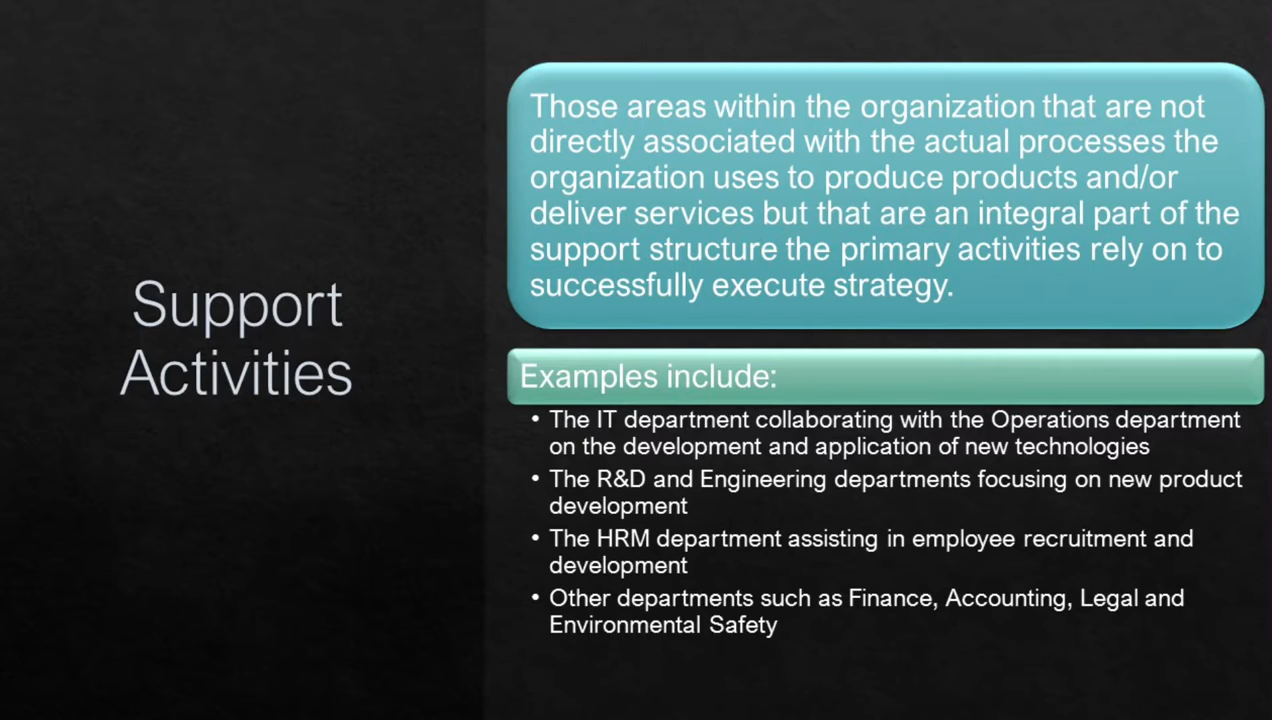 Support
Activities
Those areas within the organization that are not
directly associated with the actual processes the
organization uses to produce products and/or
deliver services but that are an integral part of the
support structure the primary activities rely on to
successfully execute strategy.
Examples include:
• The IT department collaborating with the Operations department
on the development and application of new technologies
• The R&D and Engineering departments focusing on new product
development
• The HRM department assisting in employee recruitment and
development
• Other departments such as Finance, Accounting, Legal and
Environmental Safety